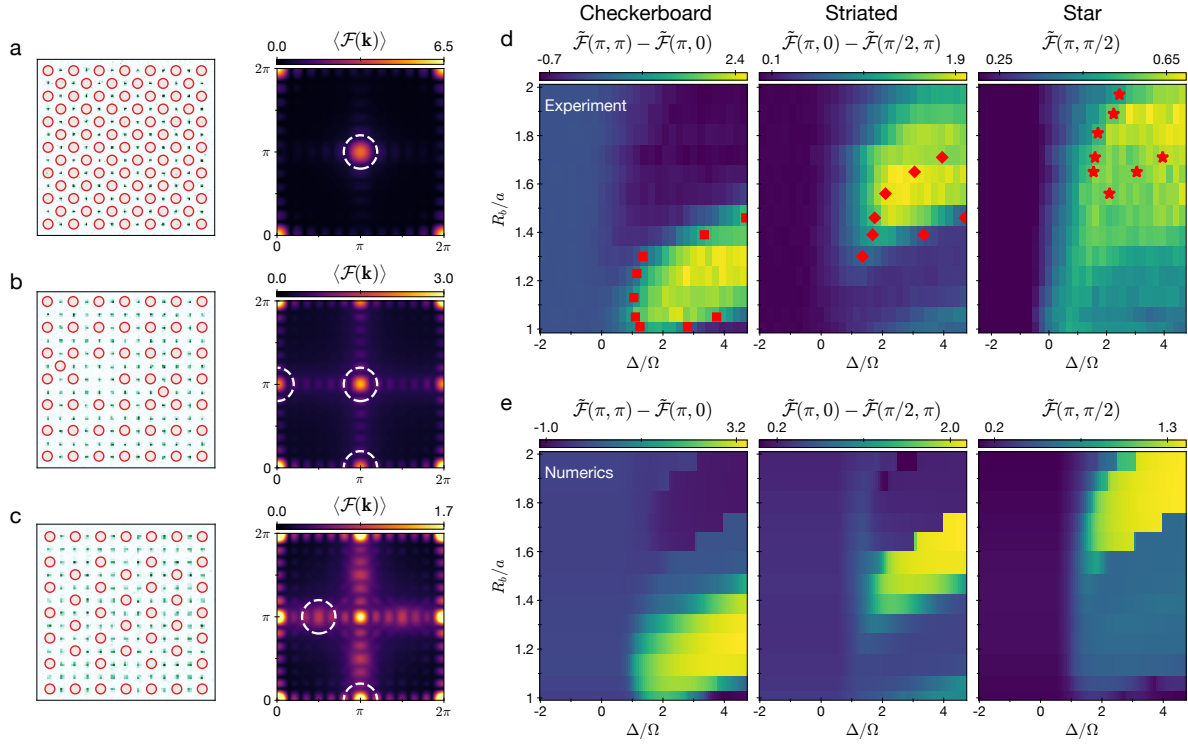 a
⟨F(k)⟩
0.0 6.5
2π
π
0
0 π 2π
b
⟨F(k)⟩
0.0 3.0
2π
π
0
0 π 2π
c
⟨F(k)⟩
0.0 1.7
2π
π
0
0 π 2π
d
Checkerboard Striated Star
F̃(π, π) − F̃(π, 0) F̃(π, 0) − F̃(π/2, π) F̃(π, π/2)
-0.7 2.4 0.1 1.9 0.25 0.65
Experiment
2
1.8
1.6
1.4
1.2
1
R_b/a
-2 0 2 4 -2 0 2 4 -2 0 2 4
Δ/Ω Δ/Ω Δ/Ω
e
F̃(π, π) − F̃(π, 0) F̃(π, 0) − F̃(π/2, π) F̃(π, π/2)
-1.0 3.2 0.2 2.0 0.2 1.3
Numerics
2
1.8
1.6
1.4
1.2
1
R_b/a
-2 0 2 4 -2 0 2 4 -2 0 2 4
Δ/Ω Δ/Ω Δ/Ω